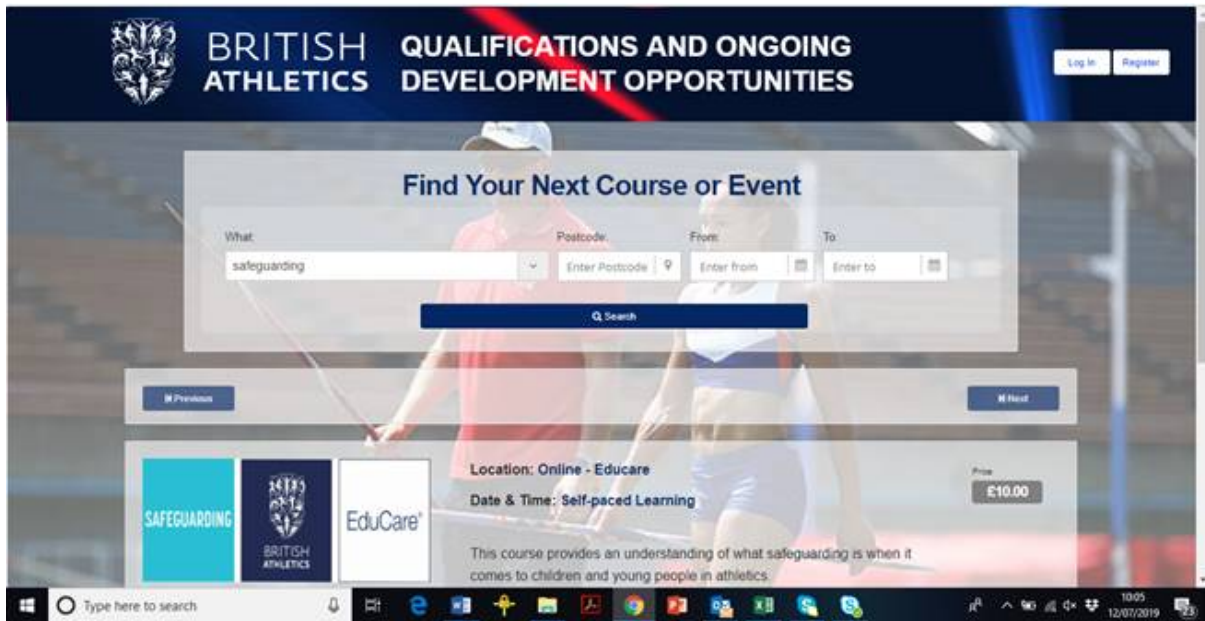 BRITISH
ATHLETICS
QUALIFICATIONS AND ONGOING
DEVELOPMENT OPPORTUNITIES
Log In
Register
Find Your Next Course or Event
What:
Postcode:
From:
To:
safeguarding
Enter Postcode
Enter from
Enter to
Search
Previous
Next
SAFEGUARDING
BRITISH
ATHLETICS
EduCare®
Location: Online - Educare
Date & Time: Self-paced Learning
Price
£10.00
This course provides an understanding of what safeguarding is when it
comes to children and young people in athletics.
Type here to search
10:05
12/07/2019
23